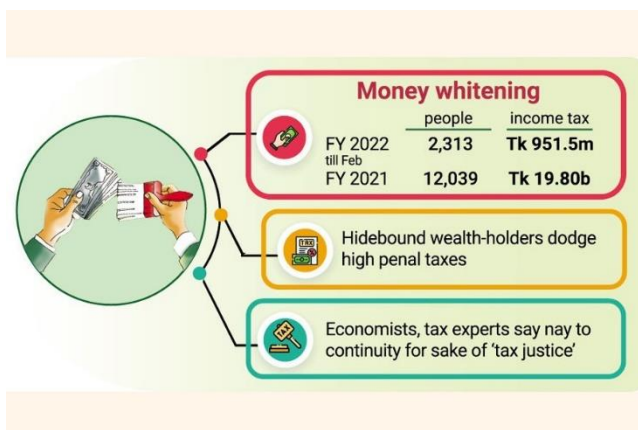 Money whitening
people income tax
FY 2022 2,313 Tk 951.5m
till Feb
FY 2021 12,039 Tk 19.80b
TAX
Hidebound wealth-holders dodge
high penal taxes
TAX
Economists, tax experts say nay to
continuity for sake of ‘tax justice’